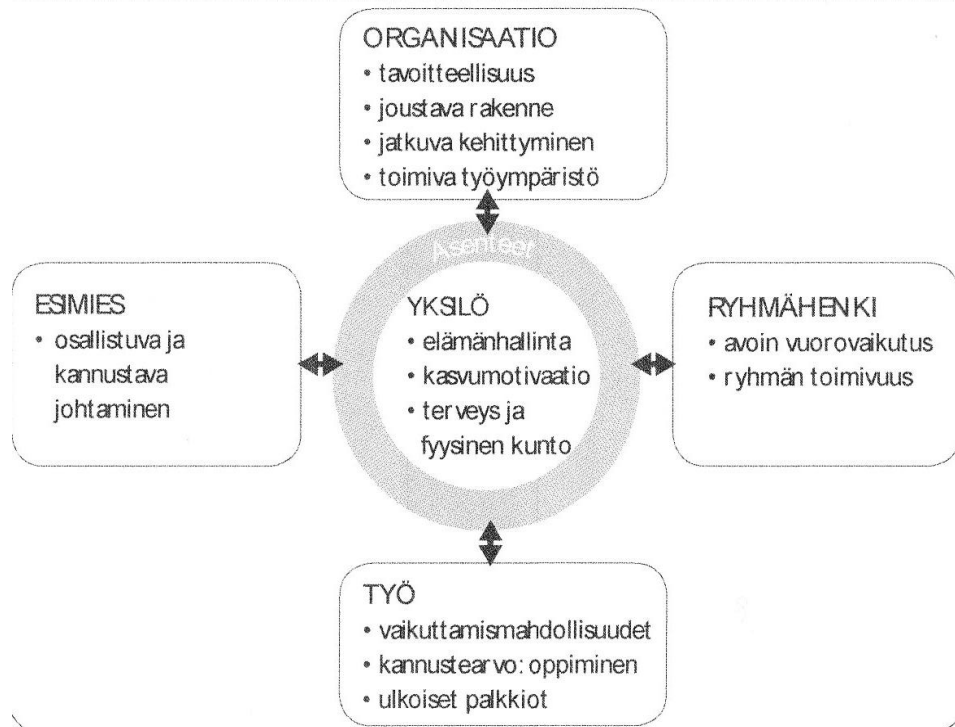 ORGANISAATIO
• tavoitteellisuus
• joustava rakenne
• jatkuva kehittyminen
• toimiva työympäristö
Asenteet
ESIMIES
• osallistuva ja
kannustava
johtaminen
YKSILÖ
• elämänhallinta
• kasvumotivaatio
• terveys ja
fyysinen kunto
RYHMÄHENKI
• avoin vuorovaikutus
• ryhmän toimivuus
TYÖ
• vaikuttamismahdollisuudet
• kannustearvo: oppiminen
• ulkoiset palkkiot